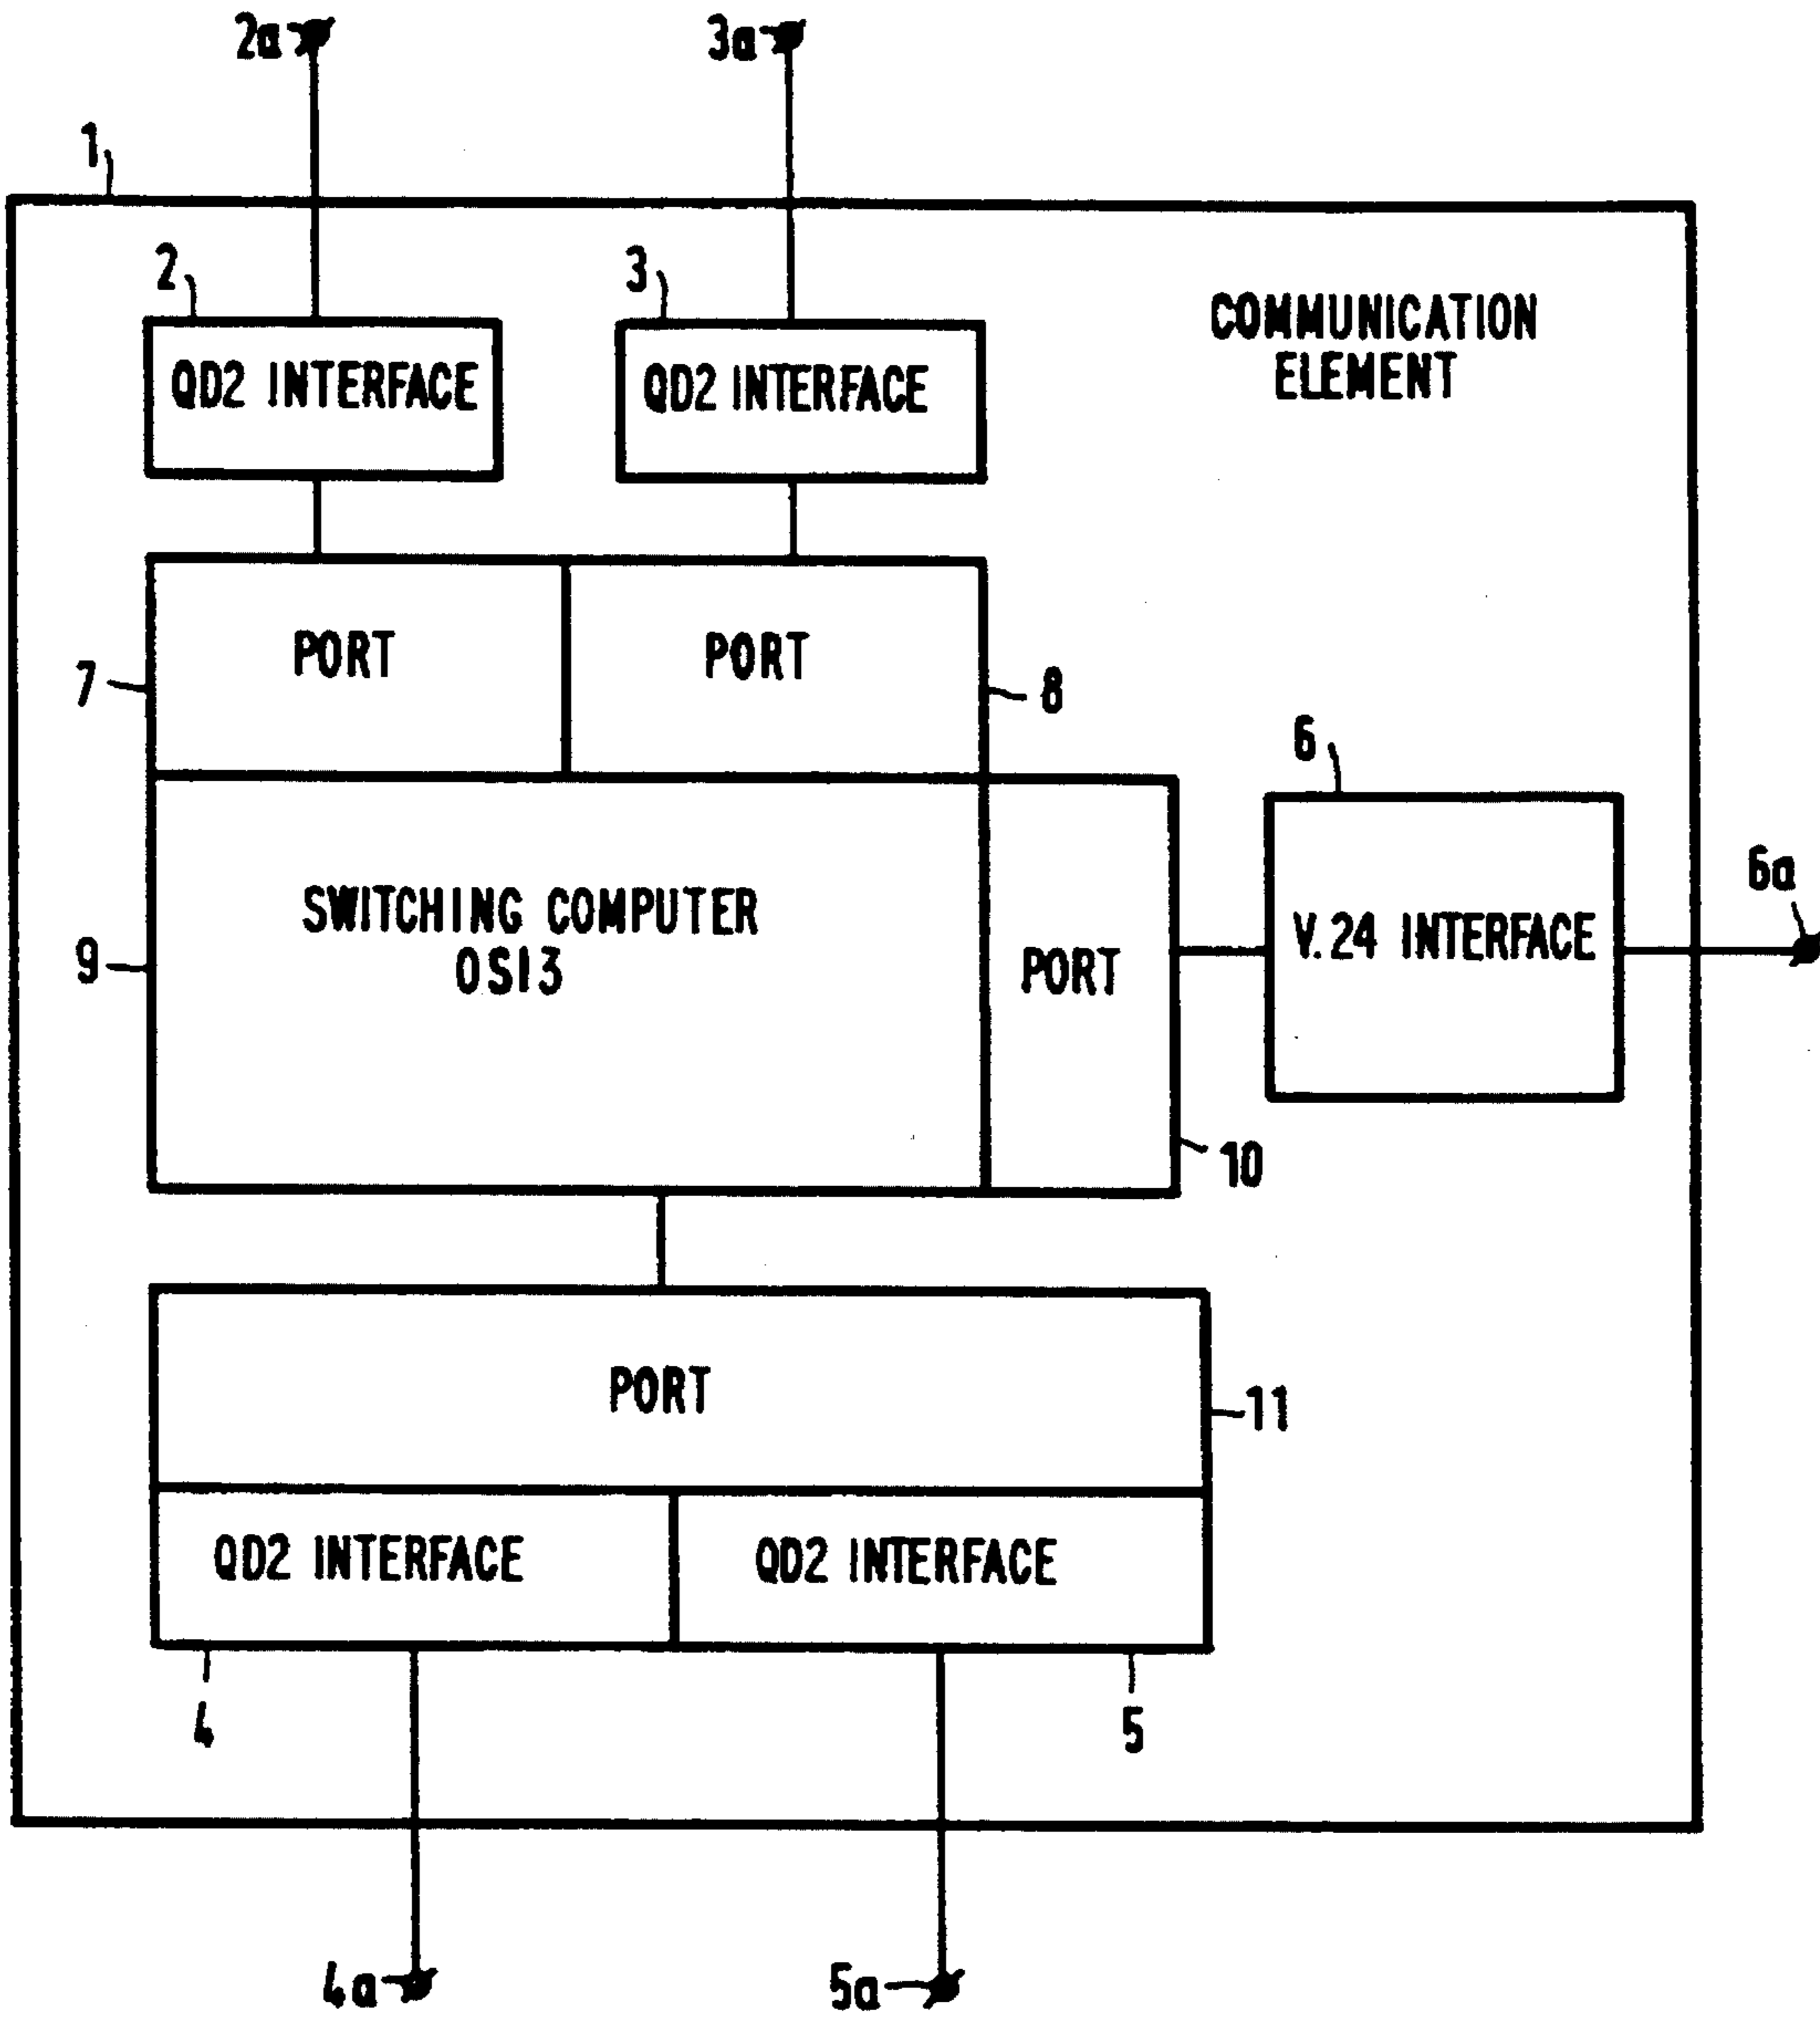 2a
3a
1
2
3
COMMUNICATION
ELEMENT
QD2 INTERFACE
QD2 INTERFACE
PORT
PORT
7
8
6
6a
SWITCHING COMPUTER
OSI3
9
PORT
V.24 INTERFACE
10
PORT
11
QD2 INTERFACE
QD2 INTERFACE
4
5
4a
5a